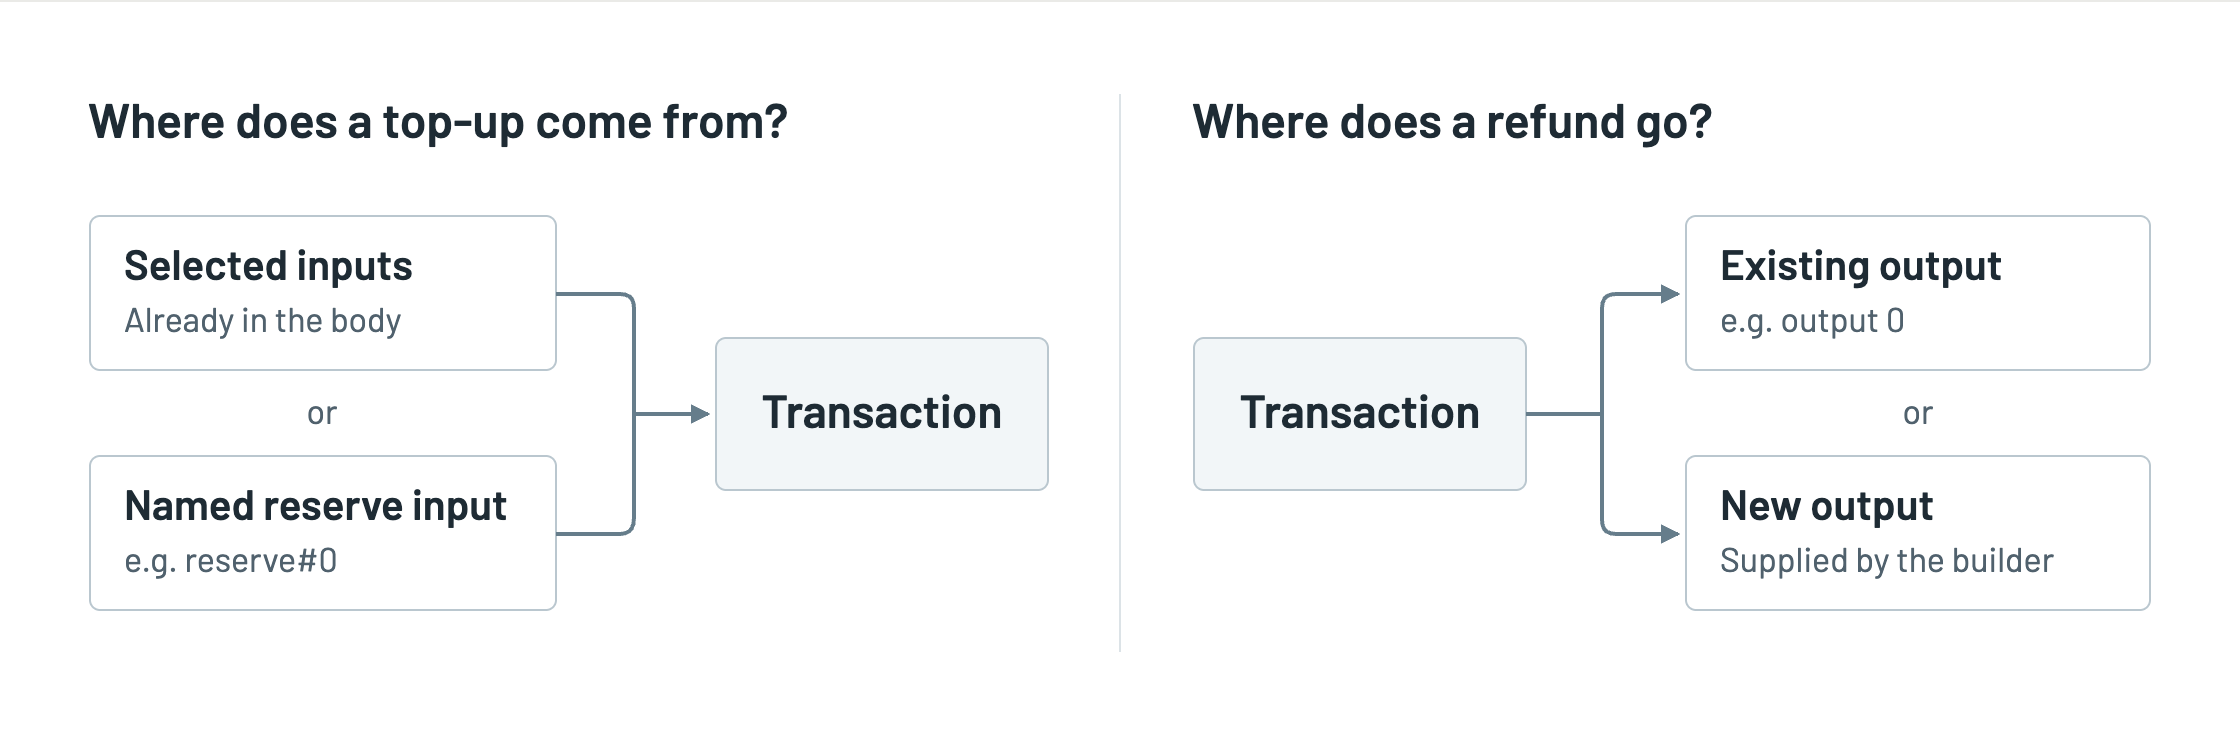 Where does a top-up come from?
Selected inputs
Already in the body
or
Named reserve input
e.g. reserve#0
Transaction
Where does a refund go?
Transaction
Existing output
e.g. output 0
or
New output
Supplied by the builder